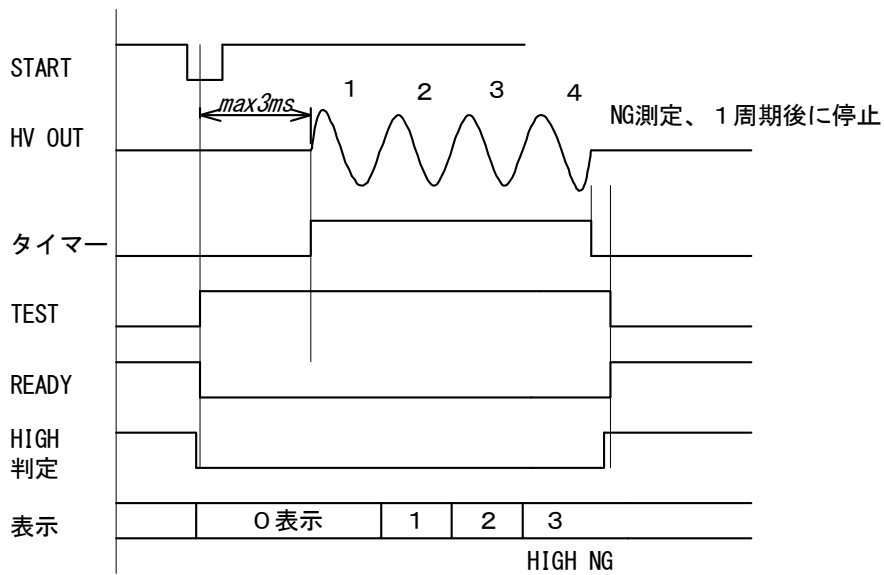 START
max3ms
1 2 3 4
NG測定、１周期後に停止
HV OUT
タイマー
TEST
READY
HIGH
判定
表示
０表示 1 2 3
HIGH NG